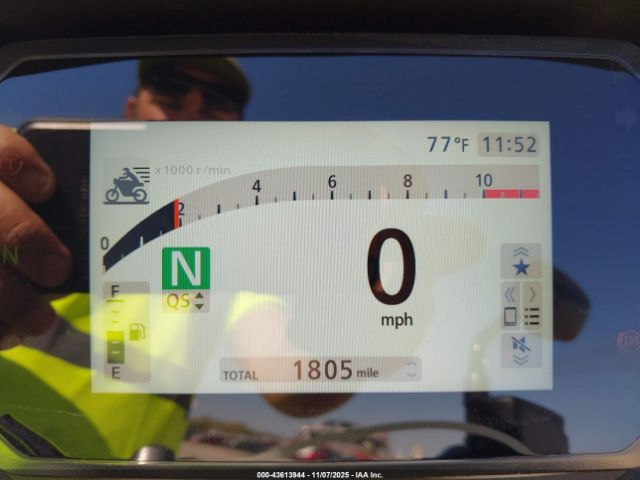 77°F 11:52
x1000 r/min
0 2 4 6 8 10
N
QS
0
mph
F
E
TOTAL 1805 mile
N
000-43613944 - 11/07/2025 - IAA Inc.